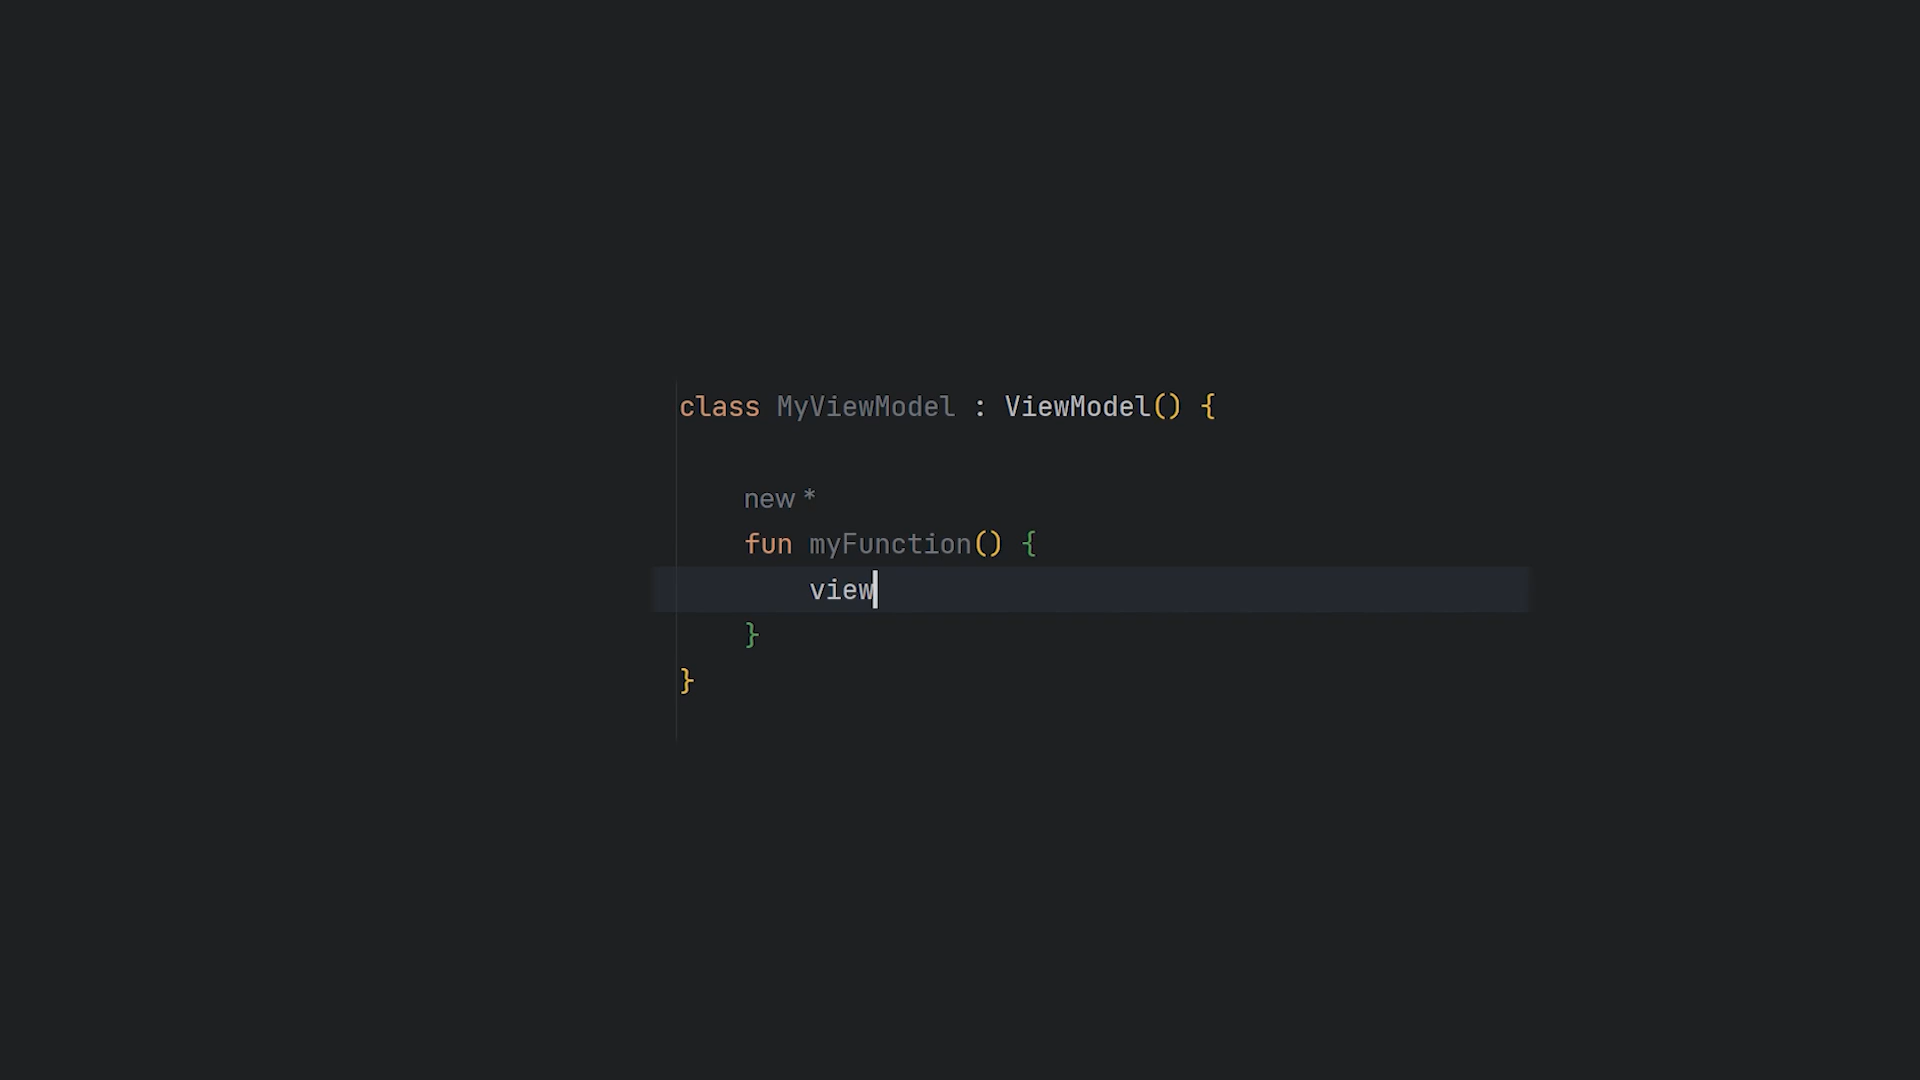 class MyViewModel : ViewModel() {
new *
fun myFunction() {
view
}
}